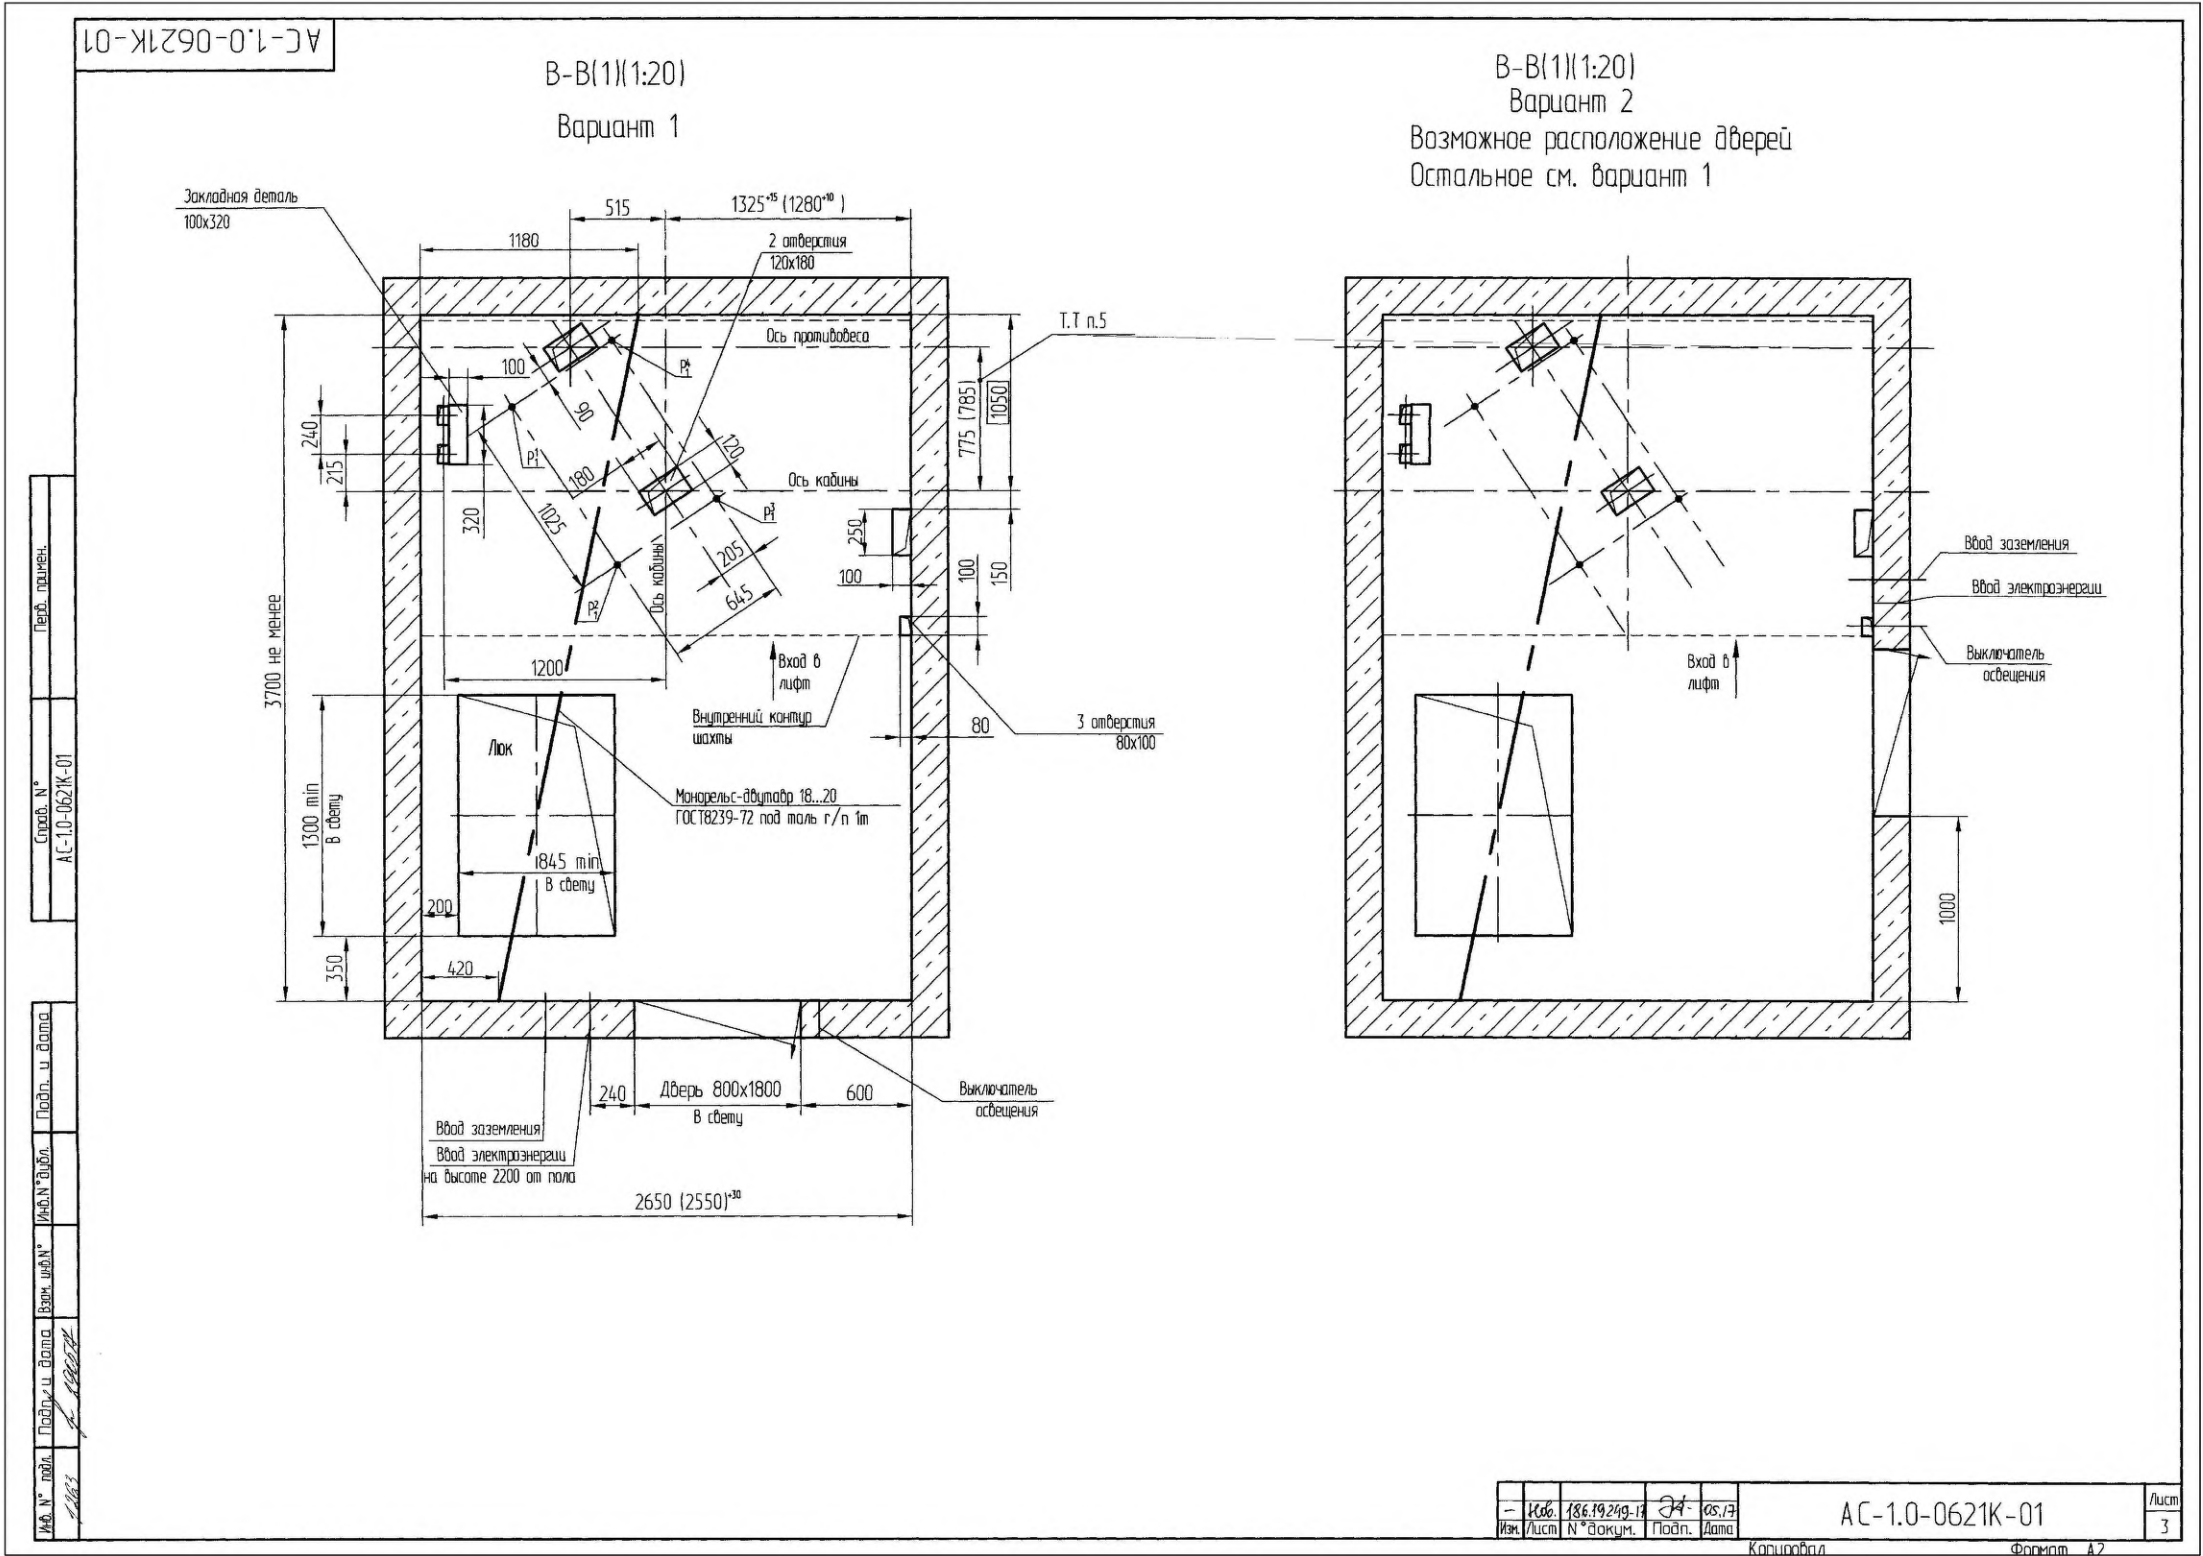 АС-1.0-0621К-01
В-В(1)(1:20)
Вариант 1
В-В(1)(1:20)
Вариант 2
Возможное расположение дверей
Остальное см. вариант 1
Закладная деталь
100х320
515
1325⁺¹⁵ (1280⁺¹⁰ )
1180
2 отверстия
120х180
Ось противовеса
Т.Т п.5
100
P₁⁴
90
240
215
320
P₁¹
180
120
1025
775 (785)
1050
Ось кабины
P₁³
250
100
100
150
205
645
Ось кабины
P₁²
3700 не менее
1200
Вход в
лифт
Внутренний контур
шахты
80
3 отверстия
80х100
Люк
1300 min
В свету
Монорельс-двутавр 18...20
ГОСТ8239-72 под таль г/п 1т
845 min
В свету
200
350
420
240
Дверь 800х1800
В свету
600
Выключатель
освещения
Ввод заземления
Ввод электроэнергии
на высоте 2200 от пола
2650 (2550)⁺³⁰
Ввод заземления
Ввод электроэнергии
Выключатель
освещения
Вход в
лифт
1000
Перв. примен.
Справ. N°
АС-1.0-0621К-01
Подп. и дата
Инв.N°дубл.
Взам. инв.N°
Подп. и дата
Инв. N° подл.
1263
- Нов. 186.19249-17 05.17
Изм. Лист N°докум. Подп. Дата
АС-1.0-0621К-01
Лист
3
Копировал
Формат А2